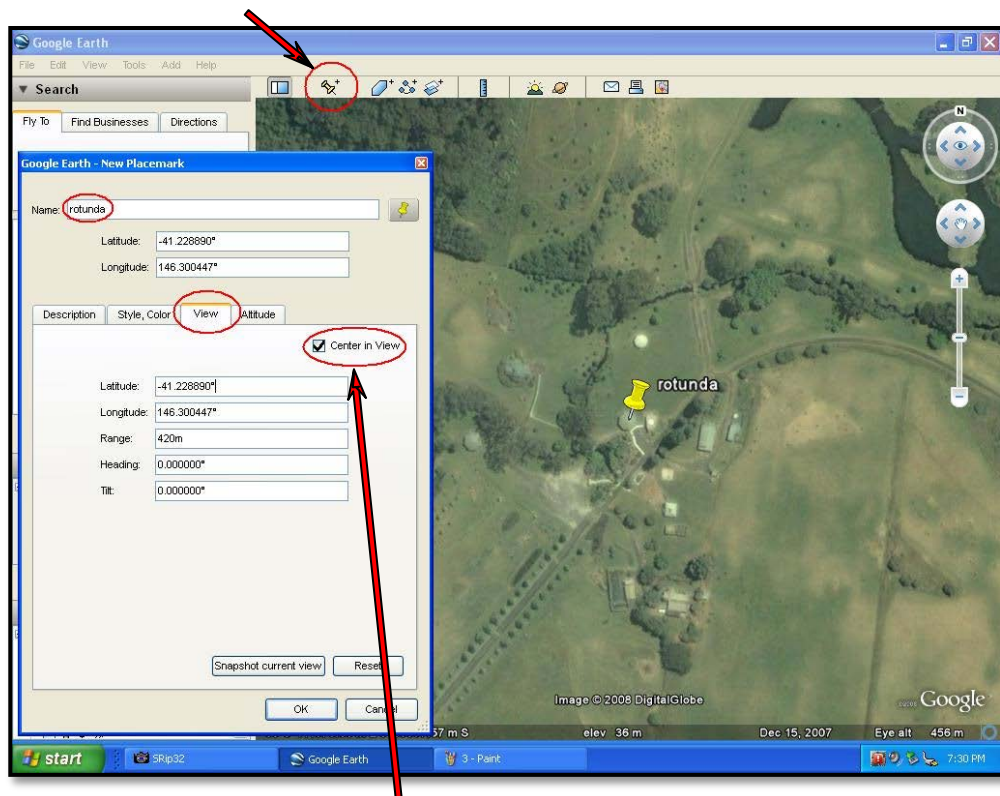 Google Earth
File Edit View Tools Add Help
Search
Fly To Find Businesses Directions
Google Earth - New Placemark
Name: rotunda
Latitude: -41.228890°
Longitude: 146.300447°
Description Style, Color View Altitude
Center in View
Latitude: -41.228890°
Longitude: 146.300447°
Range: 420m
Heading: 0.000000°
Tilt: 0.000000°
Snapshot current view Reset
OK Cancel
N
rotunda
Image © 2008 DigitalGlobe
Google
57 m S elev 36 m Dec 15, 2007 Eye alt 456 m
start SRip32 Google Earth 3 - Paint 7:30 PM